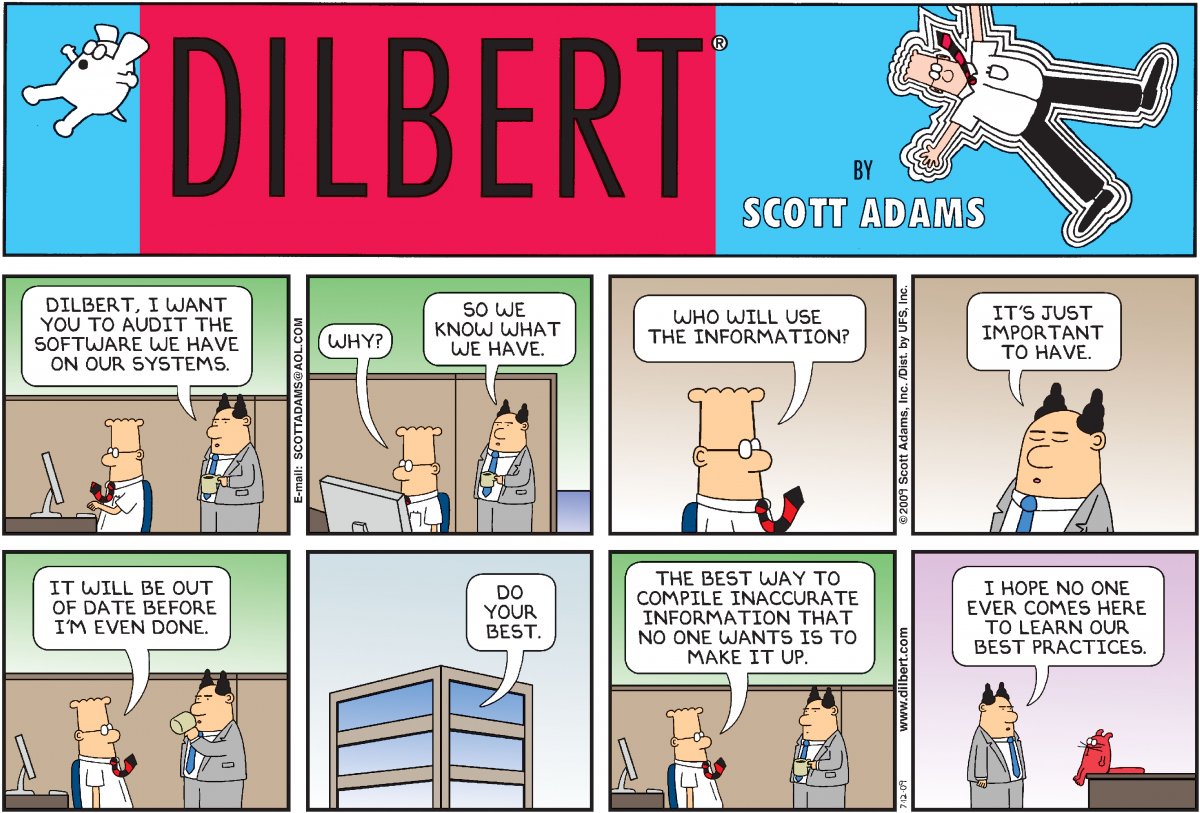 DILBERT®
BY
SCOTT ADAMS
DILBERT, I WANT
YOU TO AUDIT THE
SOFTWARE WE HAVE
ON OUR SYSTEMS.
E-mail: SCOTTADAMS@AOL.COM
WHY?
SO WE
KNOW WHAT
WE HAVE.
WHO WILL USE
THE INFORMATION?
© 2009 Scott Adams, Inc. /Dist. by UFS, Inc.
IT'S JUST
IMPORTANT
TO HAVE.
IT WILL BE OUT
OF DATE BEFORE
I'M EVEN DONE.
DO
YOUR
BEST.
THE BEST WAY TO
COMPILE INACCURATE
INFORMATION THAT
NO ONE WANTS IS TO
MAKE IT UP.
7-12-09
www.dilbert.com
I HOPE NO ONE
EVER COMES HERE
TO LEARN OUR
BEST PRACTICES.